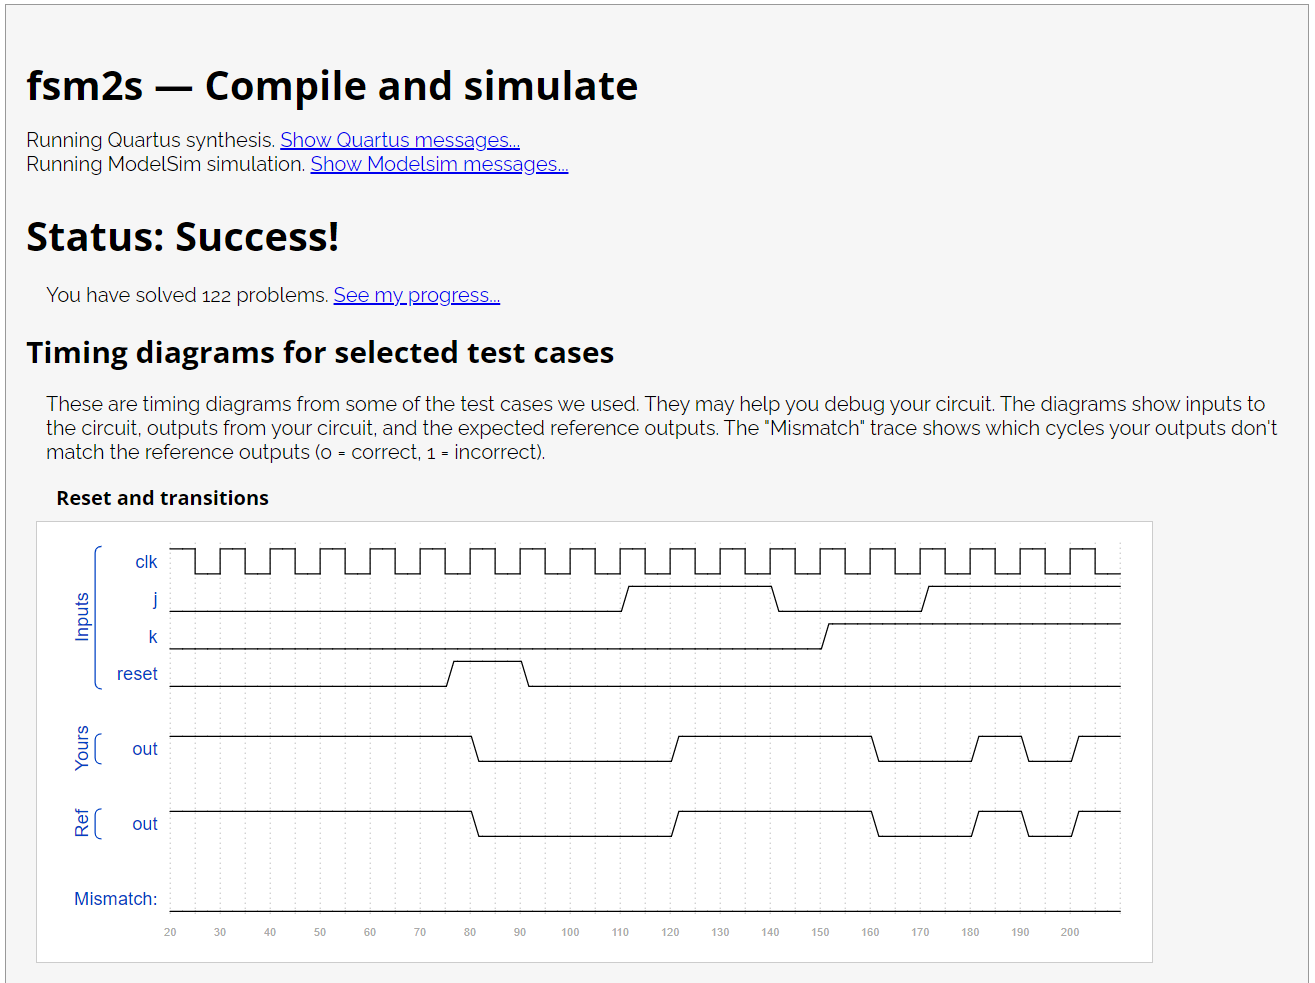 fsm2s — Compile and simulate
Running Quartus synthesis. Show Quartus messages...
Running ModelSim simulation. Show Modelsim messages...
Status: Success!
You have solved 122 problems. See my progress...
Timing diagrams for selected test cases
These are timing diagrams from some of the test cases we used. They may help you debug your circuit. The diagrams show inputs to
the circuit, outputs from your circuit, and the expected reference outputs. The "Mismatch" trace shows which cycles your outputs don't
match the reference outputs (0 = correct, 1 = incorrect).
Reset and transitions
Inputs
clk
j
k
reset
Yours
out
Ref
out
Mismatch:
20 30 40 50 60 70 80 90 100 110 120 130 140 150 160 170 180 190 200